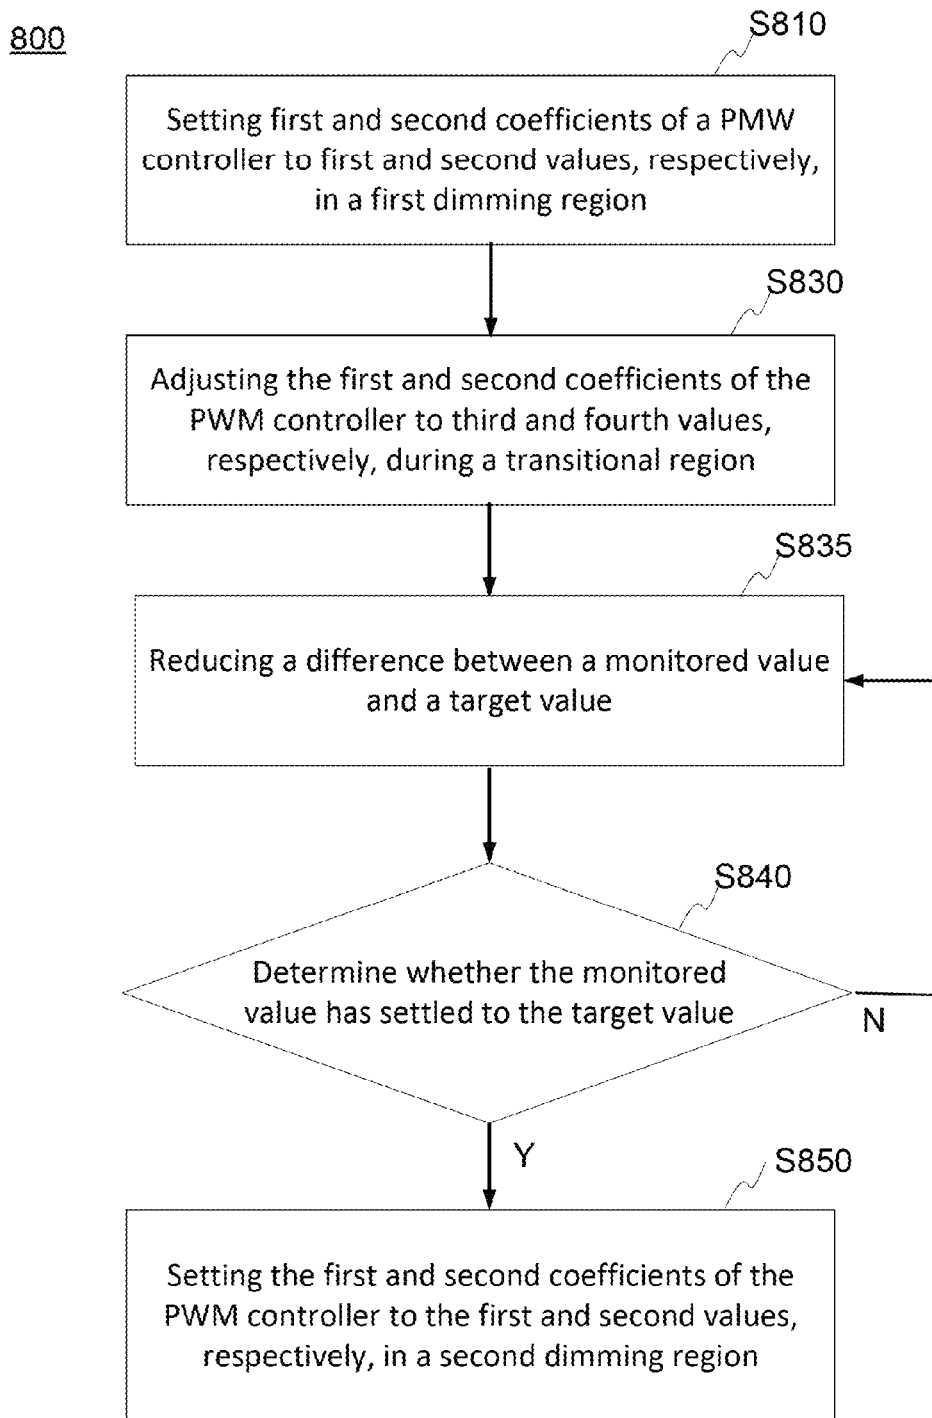 800
S810
Setting first and second coefficients of a PMW
controller to first and second values, respectively,
in a first dimming region
S830
Adjusting the first and second coefficients of the
PWM controller to third and fourth values,
respectively, during a transitional region
S835
Reducing a difference between a monitored value
and a target value
S840
Determine whether the monitored
value has settled to the target value
N
Y
S850
Setting the first and second coefficients of the
PWM controller to the first and second values,
respectively, in a second dimming region